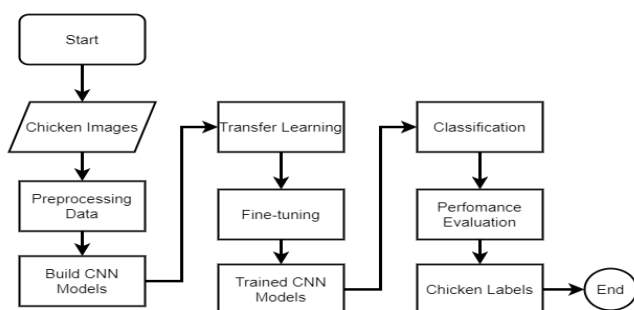 Start
Chicken Images
Preprocessing
Data
Build CNN
Models
Transfer Learning
Fine-tuning
Trained CNN
Models
Classification
Perfomance
Evaluation
Chicken Labels
End